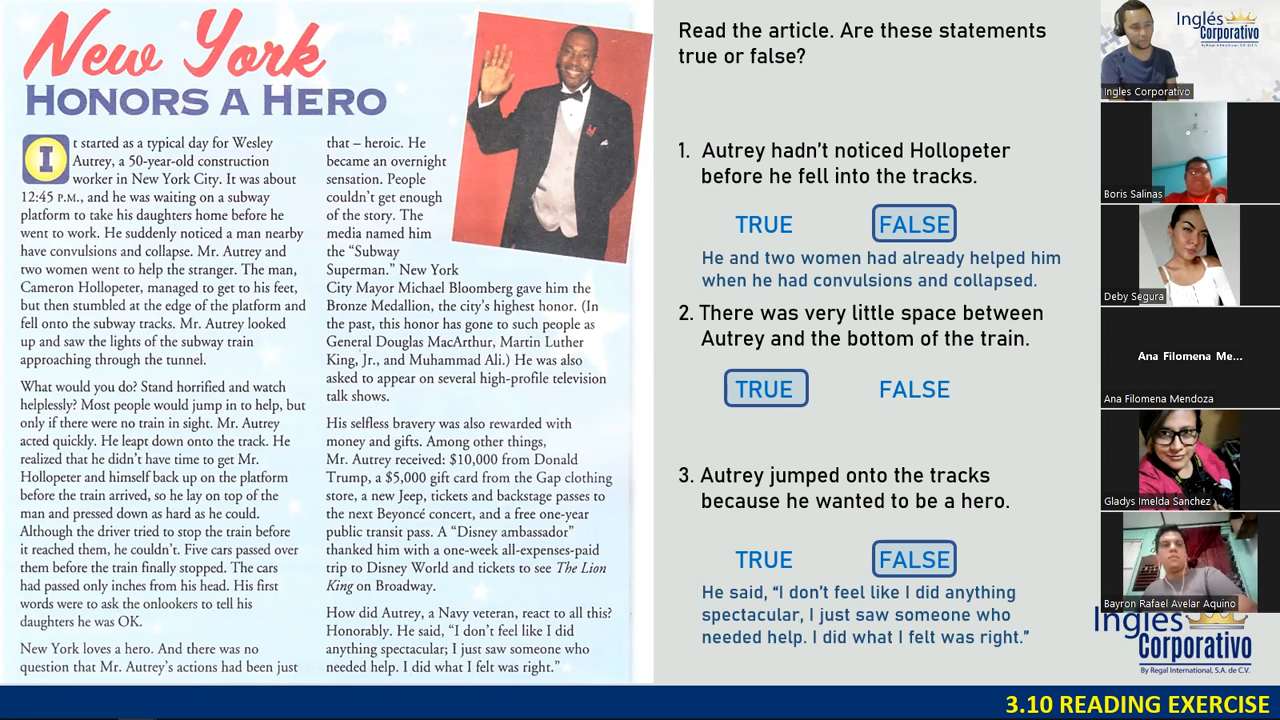 New York
HONORS A HERO
It started as a typical day for Wesley
Autrey, a 50-year-old construction
worker in New York City. It was about
12:45 P.M., and he was waiting on a subway
platform to take his daughters home before he
went to work. He suddenly noticed a man nearby
have convulsions and collapse. Mr. Autrey and
two women went to help the stranger. The man,
Cameron Hollopeter, managed to get to his feet,
but then stumbled at the edge of the platform and
fell onto the subway tracks. Mr. Autrey looked
up and saw the lights of the subway train
approaching through the tunnel.
What would you do? Stand horrified and watch
helplessly? Most people would jump in to help, but
only if there were no train in sight. Mr. Autrey
acted quickly. He leapt down onto the track. He
realized that he didn't have time to get Mr.
Hollopeter and himself back up on the platform
before the train arrived, so he lay on top of the
man and pressed down as hard as he could.
Although the driver tried to stop the train before
it reached them, he couldn't. Five cars passed over
them before the train finally stopped. The cars
had passed only inches from his head. His first
words were to ask the onlookers to tell his
daughters he was OK.
New York loves a hero. And there was no
question that Mr. Autrey's actions had been just
that – heroic. He
became an overnight
sensation. People
couldn't get enough
of the story. The
media named him
the “Subway
Superman.” New York
City Mayor Michael Bloomberg gave him the
Bronze Medallion, the city's highest honor. (In
the past, this honor has gone to such people as
General Douglas MacArthur, Martin Luther
King, Jr., and Muhammad Ali.) He was also
asked to appear on several high-profile television
talk shows.
His selfless bravery was also rewarded with
money and gifts. Among other things,
Mr. Autrey received: $10,000 from Donald
Trump, a $5,000 gift card from the Gap clothing
store, a new Jeep, tickets and backstage passes to
the next Beyoncé concert, and a free one-year
public transit pass. A “Disney ambassador”
thanked him with a one-week all-expenses-paid
trip to Disney World and tickets to see The Lion
King on Broadway.
How did Autrey, a Navy veteran, react to all this?
Honorably. He said, “I don't feel like I did
anything spectacular; I just saw someone who
needed help. I did what I felt was right.”
Read the article. Are these statements
true or false?
1. Autrey hadn't noticed Hollopeter
before he fell into the tracks.
TRUE FALSE
He and two women had already helped him
when he had convulsions and collapsed.
2. There was very little space between
Autrey and the bottom of the train.
TRUE FALSE
3. Autrey jumped onto the tracks
because he wanted to be a hero.
TRUE FALSE
He said, “I don't feel like I did anything
spectacular, I just saw someone who
needed help. I did what I felt was right.”
Inglés
Corporativo
By Regal International, S.A. de C.V.
Ingles Corporativo
Boris Salinas
Deby Segura
Ana Filomena Me...
Ana Filomena Mendoza
Gladys Imelda Sanchez
Bayron Rafael Avelar Aquino
Inglés
Corporativo
By Regal International, S.A. de C.V.
3.10 READING EXERCISE